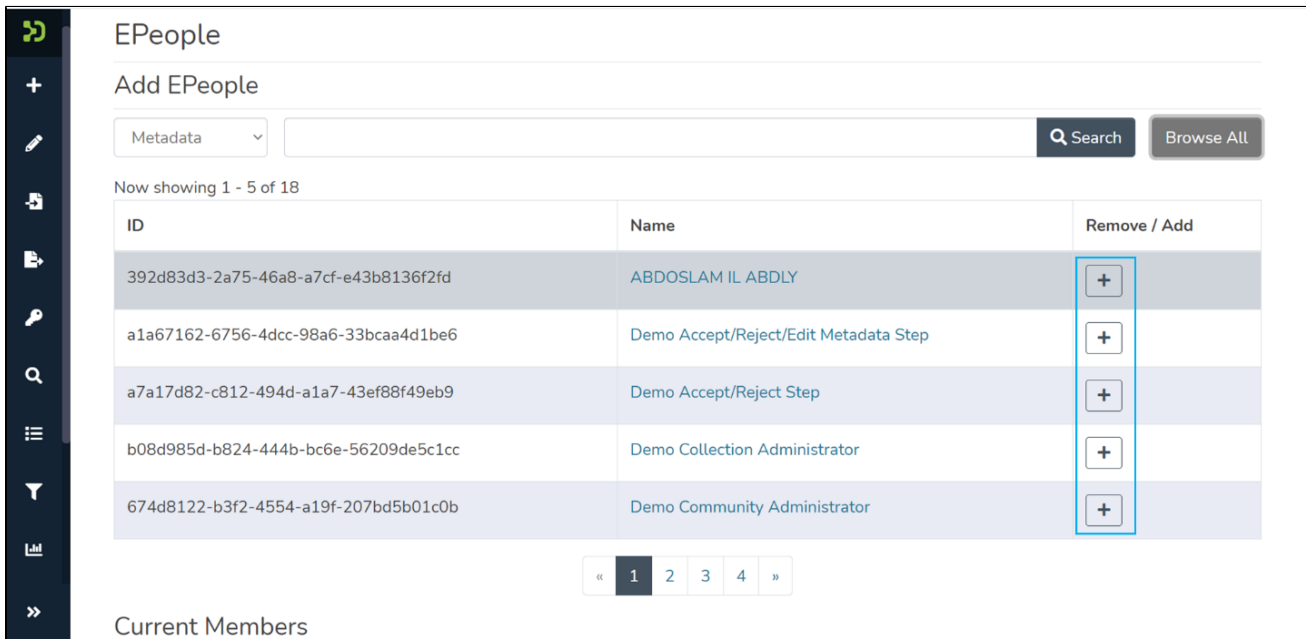 EPeople
Add EPeople
Metadata Search Browse All
Now showing 1 - 5 of 18
ID Name Remove / Add
392d83d3-2a75-46a8-a7cf-e43b8136f2fd ABDOSLAM IL ABDLY +
a1a67162-6756-4dcc-98a6-33bcaa4d1be6 Demo Accept/Reject/Edit Metadata Step +
a7a17d82-c812-494d-a1a7-43ef88f49eb9 Demo Accept/Reject Step +
b08d985d-b824-444b-bc6e-56209de5c1cc Demo Collection Administrator +
674d8122-b3f2-4554-a19f-207bd5b01c0b Demo Community Administrator +
« 1 2 3 4 »
Current Members